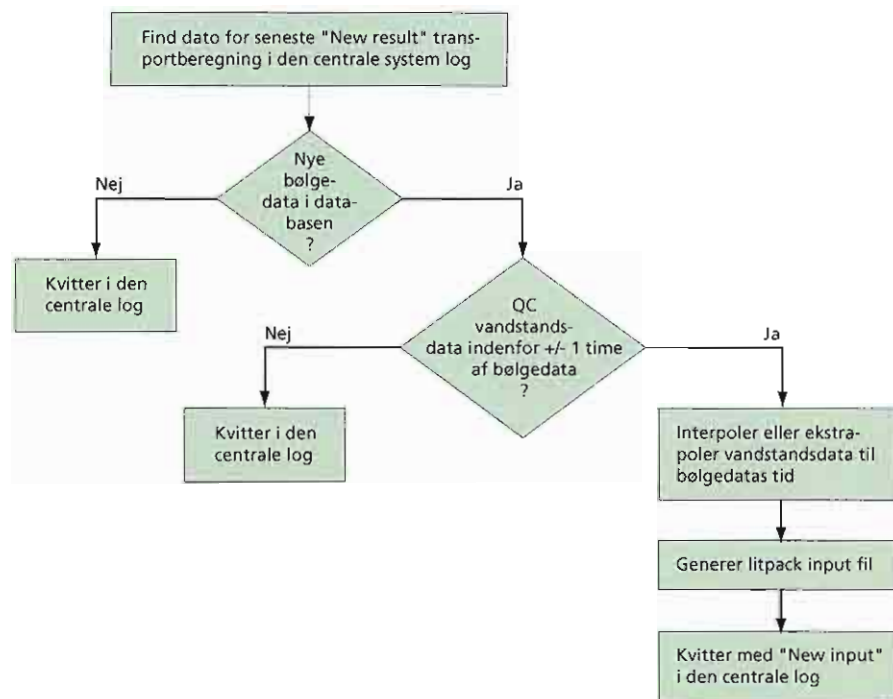 Find dato for seneste "New result" trans-
portberegning i den centrale system log
Nye
bølge-
data i data-
basen
?
Nej
Ja
Kvitter i den
centrale log
QC
vandstands-
data indenfor +/- 1 time
af bølgedata
?
Nej
Ja
Kvitter i den
centrale log
Interpoler eller ekstra-
poler vandstandsdata til
bølgedatas tid
Generer litpack input fil
Kvitter med "New input"
i den centrale log